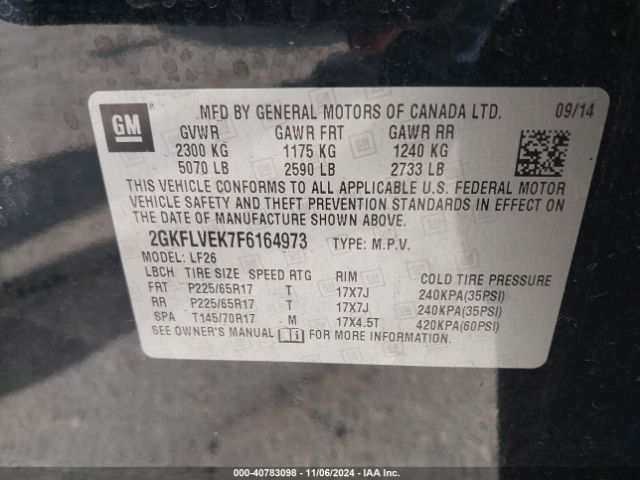 GM
MFD BY GENERAL MOTORS OF CANADA LTD. 09/14
GVWR GAWR FRT GAWR RR
2300 KG 1175 KG 1240 KG
5070 LB 2590 LB 2733 LB
THIS VEHICLE CONFORMS TO ALL APPLICABLE U.S. FEDERAL MOTOR
VEHICLE SAFETY AND THEFT PREVENTION STANDARDS IN EFFECT ON
THE DATE OF MANUFACTURE SHOWN ABOVE.
2GKFLVEK7F6164973 TYPE: M.P.V.
MODEL: LF26
LBCH TIRE SIZE SPEED RTG RIM COLD TIRE PRESSURE
FRT P225/65R17 T 17X7J 240KPA(35PSI)
RR P225/65R17 T 17X7J 240KPA(35PSI)
SPA T145/70R17 M 17X4.5T 420KPA(60PSI)
SEE OWNER'S MANUAL FOR MORE INFORMATION.
000-40783098 - 11/06/2024 - IAA Inc.